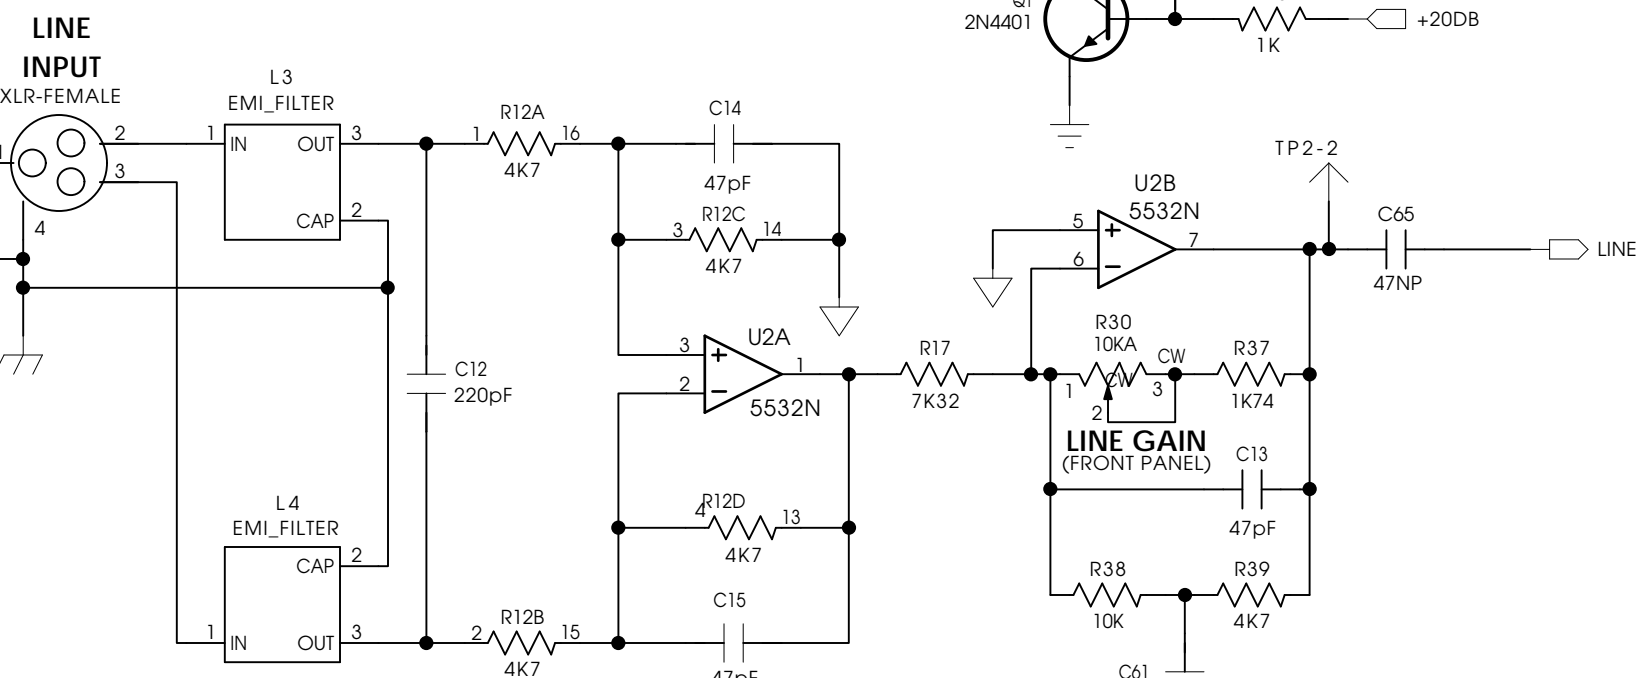 LINE
INPUT
XLR-FEMALE
2
3
4
L3
EMI_FILTER
1
IN
OUT
3
CAP
2
R12A
1
16
4K7
C14
47pF
R12C
3
14
4K7
2N4401
1K
+20DB
TP2-2
U2B
5532N
5
+
6
−
7
C65
47NP
LINE
C12
220pF
U2A
3
+
2
−
1
5532N
R17
7K32
R30
10KA
CW
CW
1
2
3
R37
1K74
LINE GAIN
(FRONT PANEL)
C13
47pF
L4
EMI_FILTER
CAP
2
1
IN
OUT
3
R12D
4
13
4K7
R12B
2
15
4K7
C15
47pF
R38
10K
R39
4K7
C61